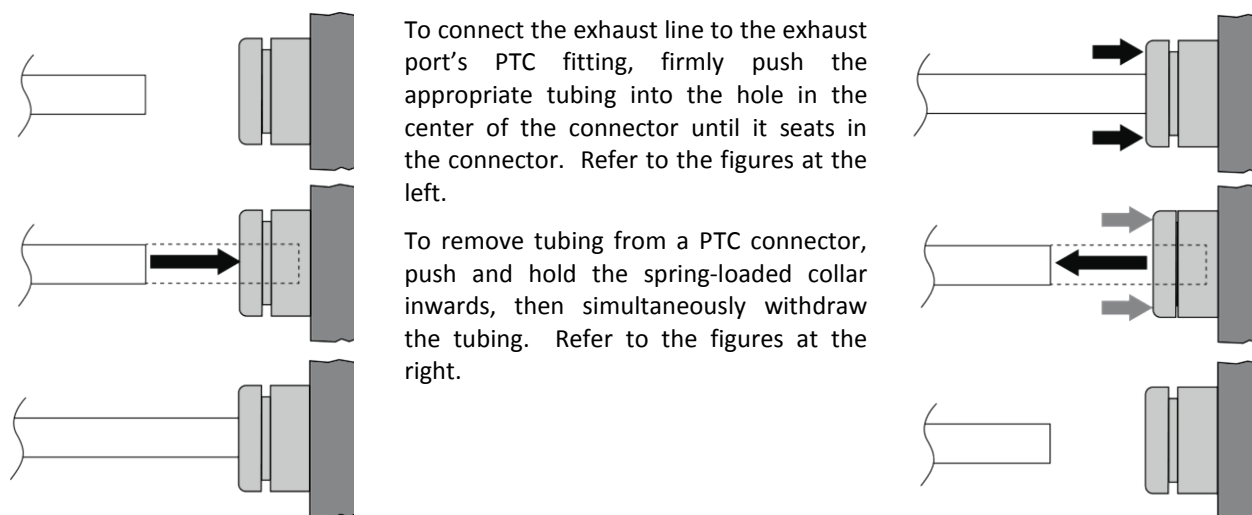 To connect the exhaust line to the exhaust
port’s PTC fitting, firmly push the
appropriate tubing into the hole in the
center of the connector until it seats in
the connector. Refer to the figures at the
left.
To remove tubing from a PTC connector,
push and hold the spring-loaded collar
inwards, then simultaneously withdraw
the tubing. Refer to the figures at the
right.